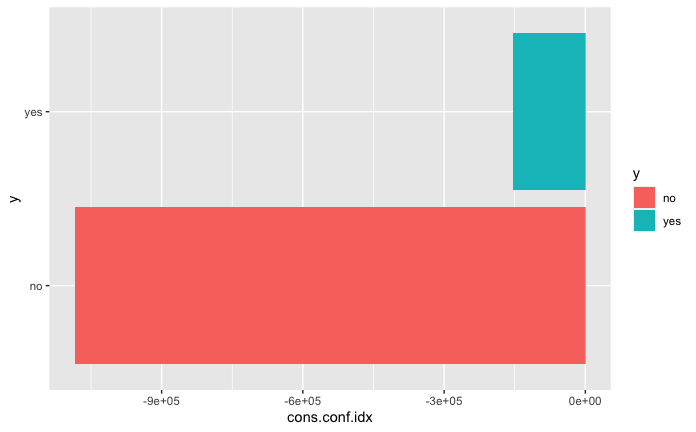 yes
no
y
-9e+05 -6e+05 -3e+05 0e+00
cons.conf.idx
y
no
yes